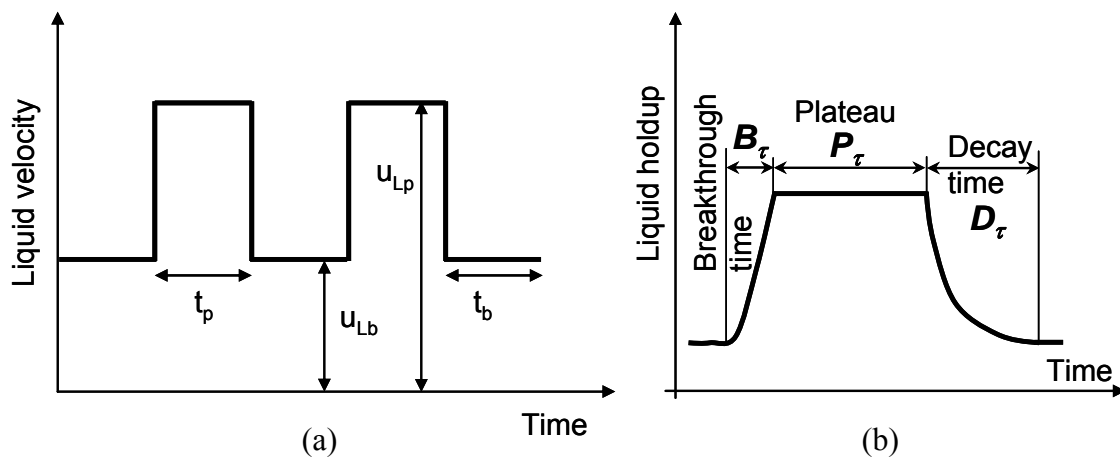 Liquid velocity
t_p
u_Lb
u_Lp
t_b
Time
(a)
Liquid holdup
Breakthrough
time
B_τ
Plateau
P_τ
Decay
time
D_τ
Time
(b)